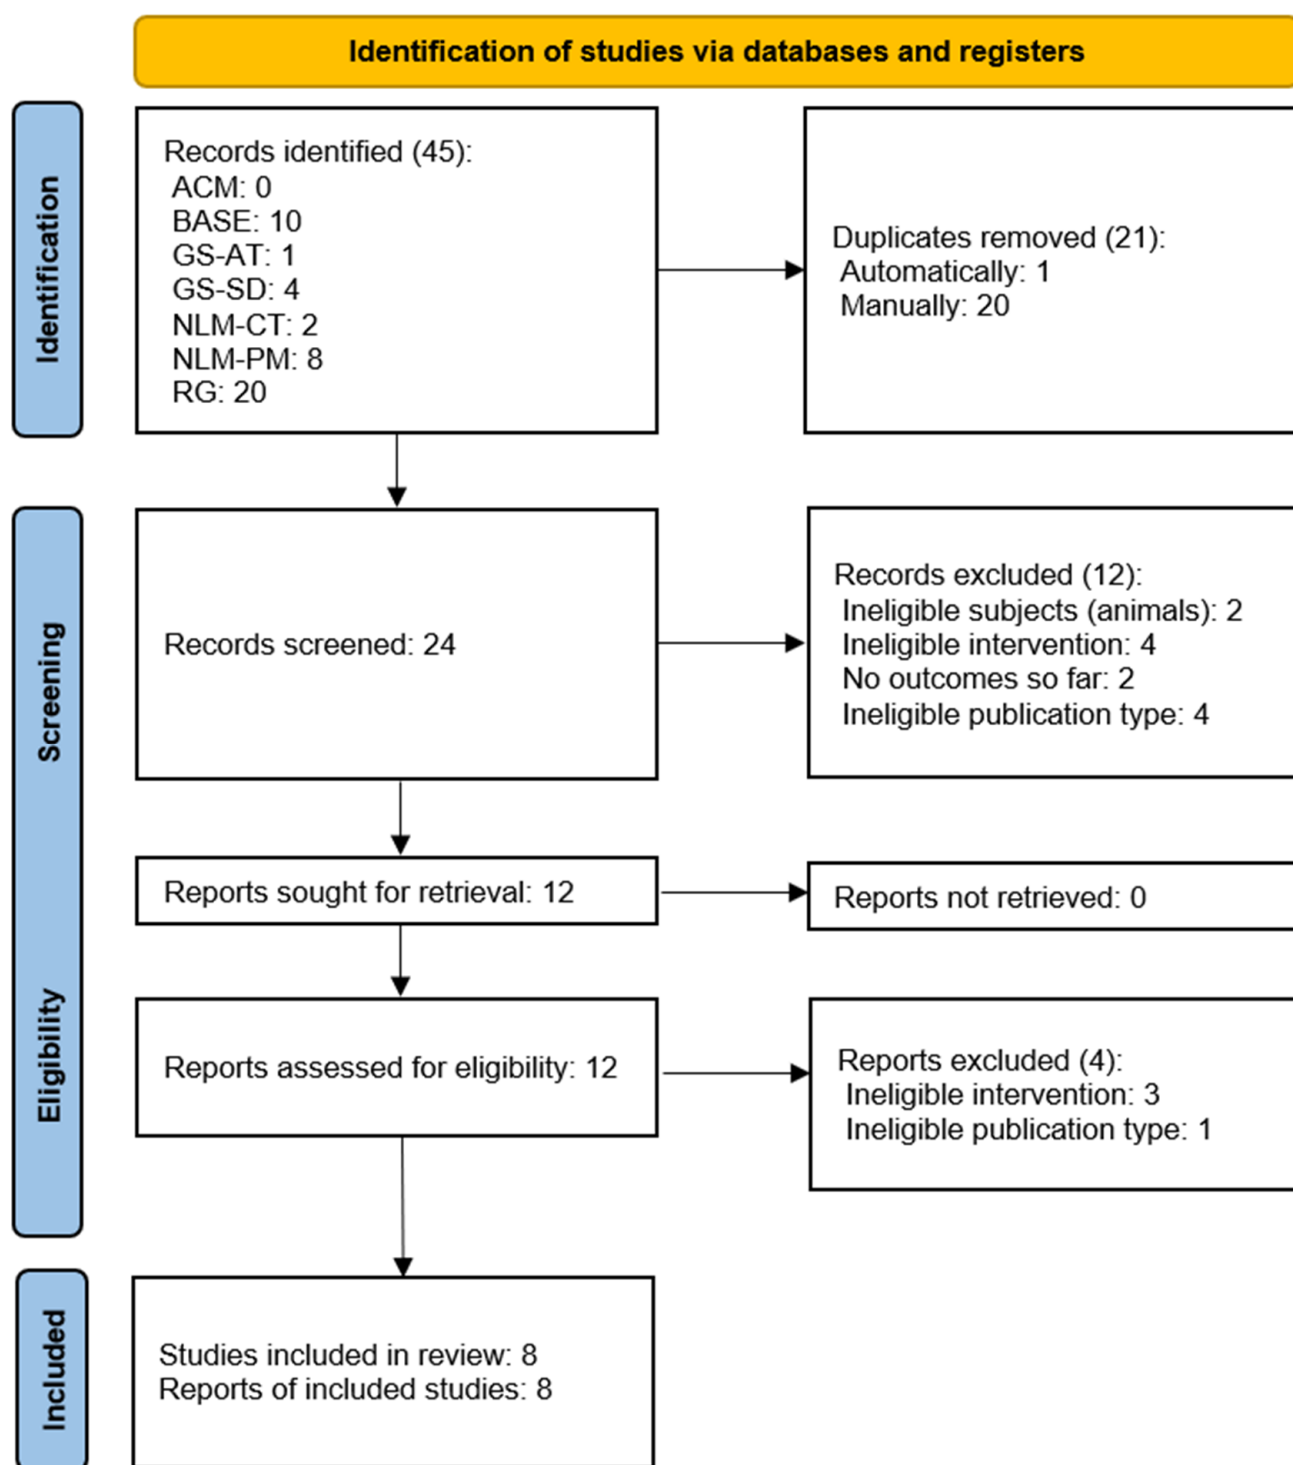 Identification of studies via databases and registers
Identification
Records identified (45):
ACM: 0
BASE: 10
GS-AT: 1
GS-SD: 4
NLM-CT: 2
NLM-PM: 8
RG: 20
Duplicates removed (21):
Automatically: 1
Manually: 20
Screening
Records screened: 24
Records excluded (12):
Ineligible subjects (animals): 2
Ineligible intervention: 4
No outcomes so far: 2
Ineligible publication type: 4
Reports sought for retrieval: 12
Reports not retrieved: 0
Eligibility
Reports assessed for eligibility: 12
Reports excluded (4):
Ineligible intervention: 3
Ineligible publication type: 1
Included
Studies included in review: 8
Reports of included studies: 8